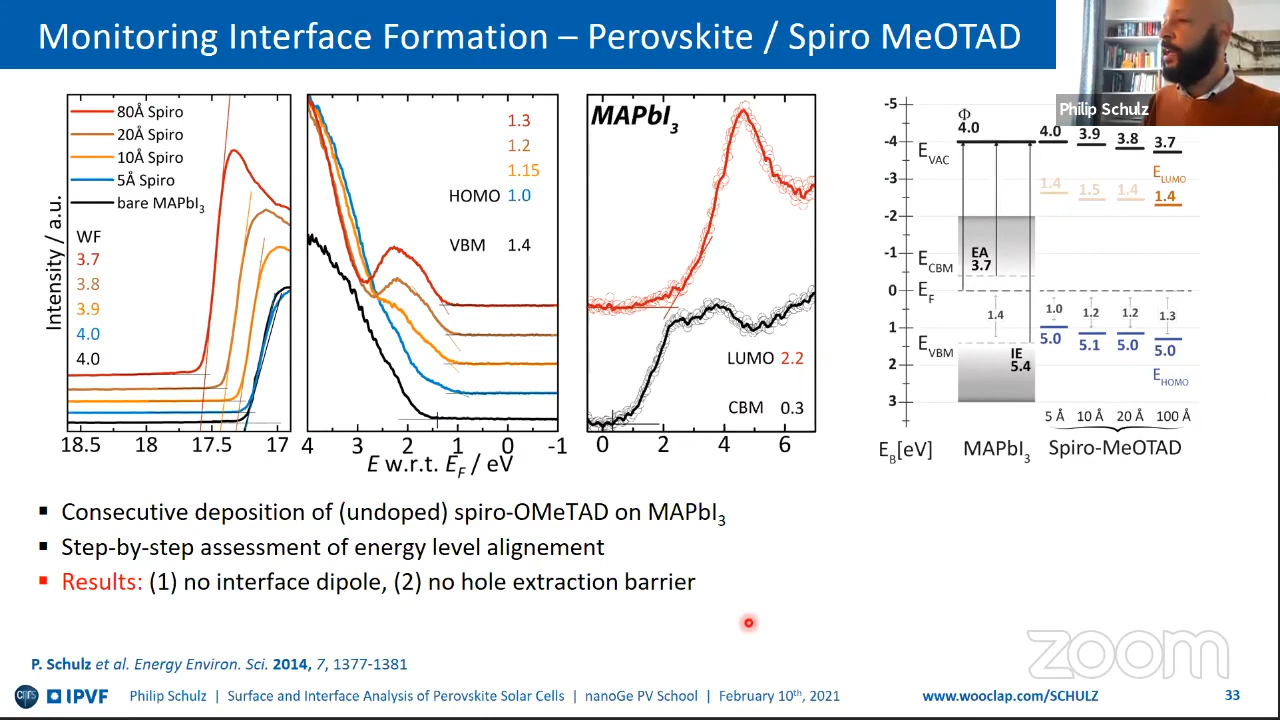 Monitoring Interface Formation – Perovskite / Spiro MeOTAD
Philip Schulz
80Å Spiro
20Å Spiro
10Å Spiro
5Å Spiro
bare MAPbI3
WF
3.7
3.8
3.9
4.0
4.0
Intensity / a.u.
18.5 18 17.5 17
1.3
1.2
1.15
HOMO 1.0
VBM 1.4
4 3 2 1 0 -1
E w.r.t. EF / eV
MAPbI3
LUMO 2.2
CBM 0.3
0 2 4 6
-5
-4
-3
-2
-1
0
1
2
3
EVAC
ECBM
EF
EVBM
Φ
4.0
4.0 3.9 3.8 3.7
ELUMO
1.4 1.5 1.4 1.4
EA
3.7
1.4
1.0 1.2 1.2 1.3
5.0 5.1 5.0 5.0
IE
5.4
EHOMO
5 Å 10 Å 20 Å 100 Å
EB[eV] MAPbI3 Spiro-MeOTAD
▪ Consecutive deposition of (undoped) spiro-OMeTAD on MAPbI3
▪ Step-by-step assessment of energy level alignement
▪ Results: (1) no interface dipole, (2) no hole extraction barrier
zoom
P. Schulz et al. Energy Environ. Sci. 2014, 7, 1377-1381
cnrs IPVF Philip Schulz | Surface and Interface Analysis of Perovskite Solar Cells | nanoGe PV School | February 10th, 2021 www.wooclap.com/SCHULZ 33